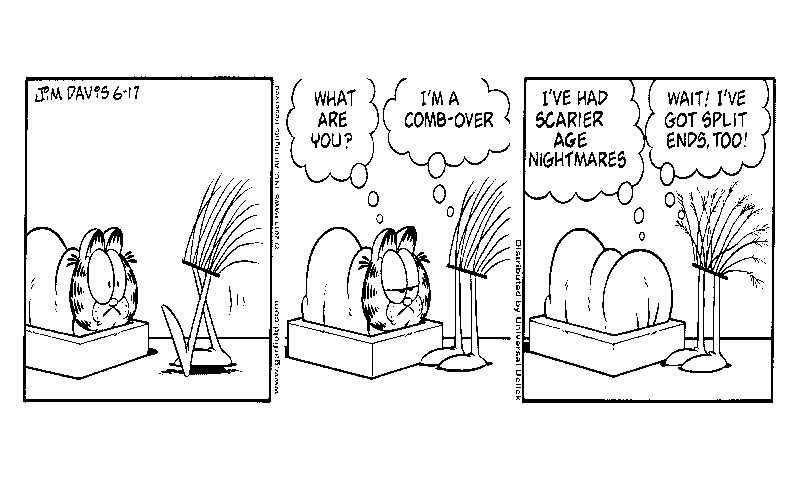 JIM DAVIS 6-17
www.garfield.com
WHAT
ARE
YOU?
I'M A
COMB-OVER
Distributed by Universal Uclick
I'VE HAD
SCARIER
AGE
NIGHTMARES
WAIT! I'VE
GOT SPLIT
ENDS, TOO!